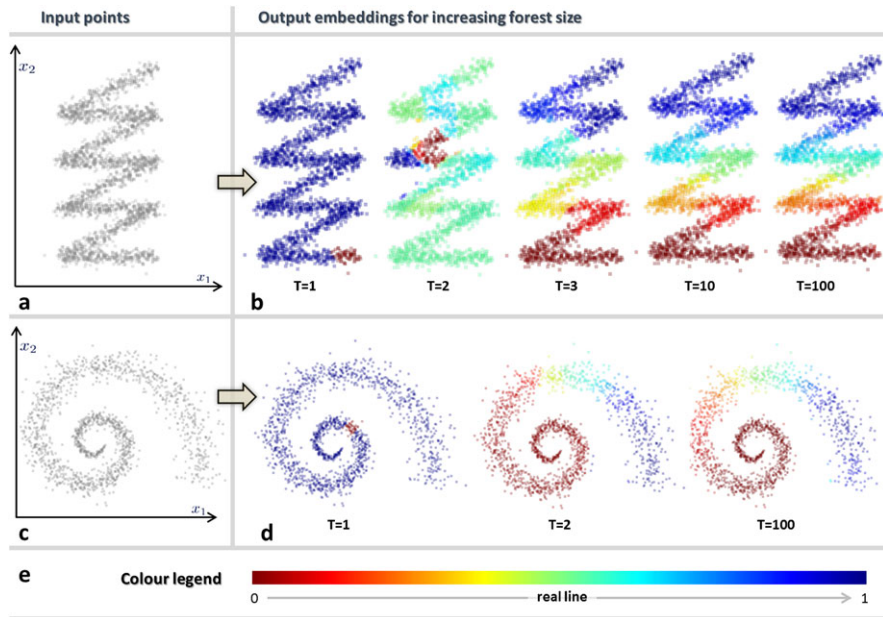 Input points
Output embeddings for increasing forest size
x2
x1
a
b
T=1
T=2
T=3
T=10
T=100
x2
x1
c
d
T=1
T=2
T=100
e
Colour legend
0
real line
1